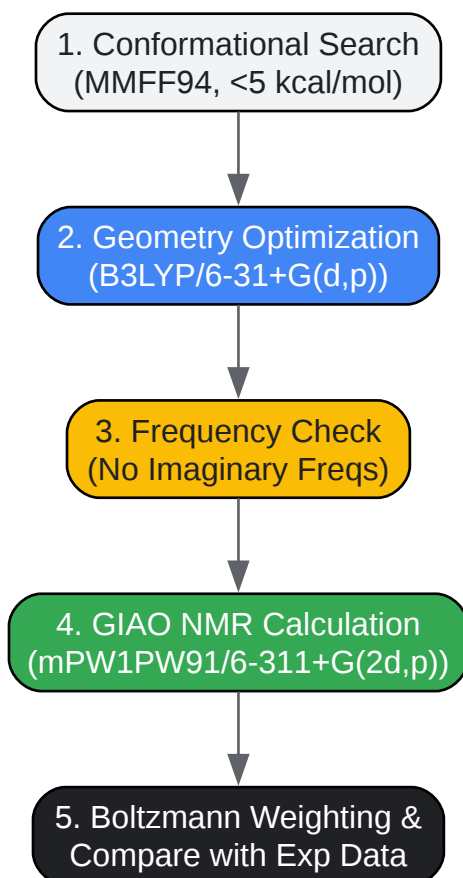 1. Conformational Search
(MMFF94, <5 kcal/mol)
2. Geometry Optimization
(B3LYP/6-31+G(d,p))
3. Frequency Check
(No Imaginary Freqs)
4. GIAO NMR Calculation
(mPW1PW91/6-311+G(2d,p))
5. Boltzmann Weighting &
Compare with Exp Data